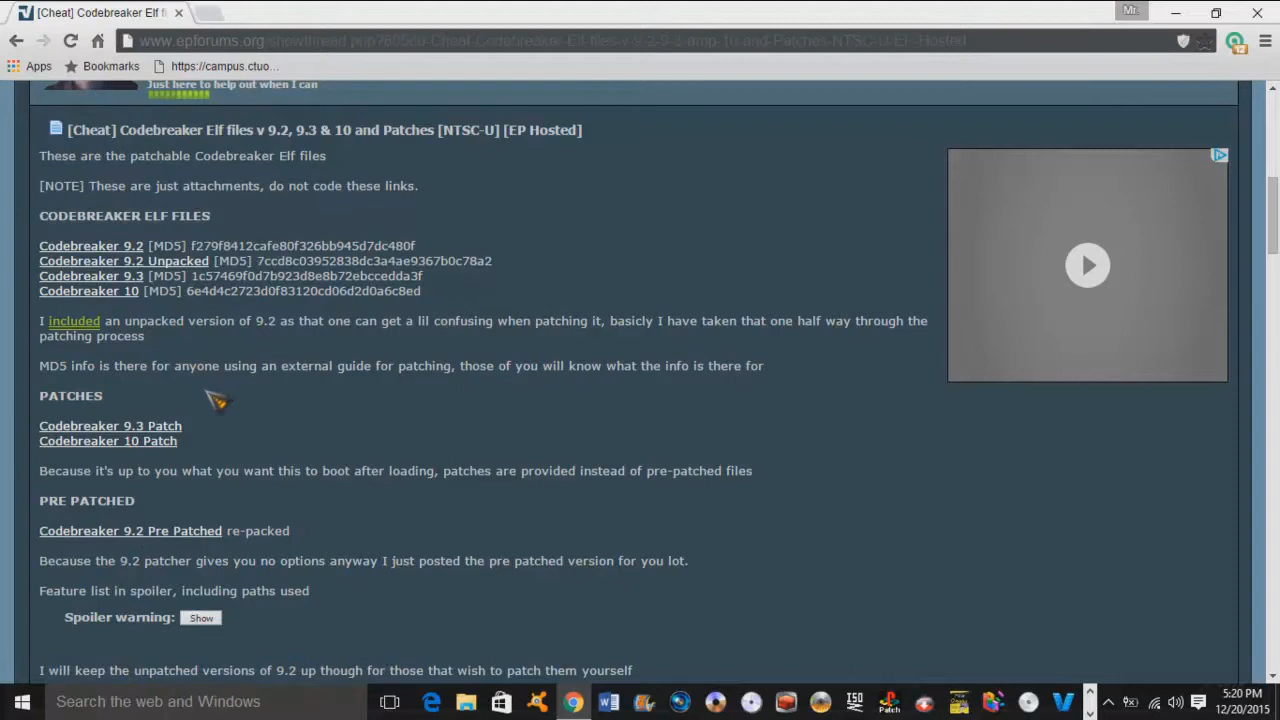 [Cheat] Codebreaker Elf fi
Mr.
www.epforums.org
Apps
Bookmarks
https://campus.ctuo...
12
Just here to help out when I can
[Cheat] Codebreaker Elf files v 9.2, 9.3 & 10 and Patches [NTSC-U] [EP Hosted]
These are the patchable Codebreaker Elf files
[NOTE] These are just attachments, do not code these links.
CODEBREAKER ELF FILES
Codebreaker 9.2 [MD5] f279f8412cafe80f326bb945d7dc480f
Codebreaker 9.2 Unpacked [MD5] 7ccd8c03952838dc3a4ae9367b0c78a2
Codebreaker 9.3 [MD5] 1c57469f0d7b923d8e8b72ebccedda3f
Codebreaker 10 [MD5] 6e4d4c2723d0f83120cd06d2d0a6c8ed
I included an unpacked version of 9.2 as that one can get a lil confusing when patching it, basicly I have taken that one half way through the
patching process
MD5 info is there for anyone using an external guide for patching, those of you will know what the info is there for
PATCHES
Codebreaker 9.3 Patch
Codebreaker 10 Patch
Because it's up to you what you want this to boot after loading, patches are provided instead of pre-patched files
PRE PATCHED
Codebreaker 9.2 Pre Patched re-packed
Because the 9.2 patcher gives you no options anyway I just posted the pre patched version for you lot.
Feature list in spoiler, including paths used
Spoiler warning: Show
I will keep the unpatched versions of 9.2 up though for those that wish to patch them yourself
Search the web and Windows
ISO
Patch
5:20 PM
12/20/2015